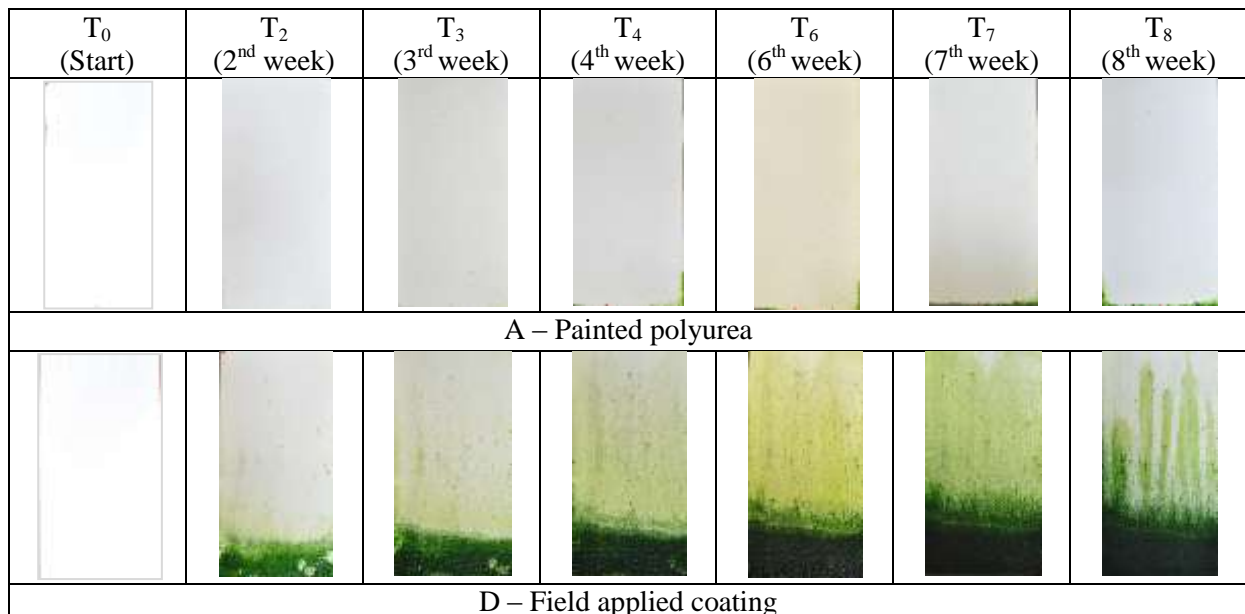 T₀ T₂ T₃ T₄ T₆ T₇ T₈
(Start) (2ⁿᵈ week) (3ʳᵈ week) (4ᵗʰ week) (6ᵗʰ week) (7ᵗʰ week) (8ᵗʰ week)
A – Painted polyurea
D – Field applied coating